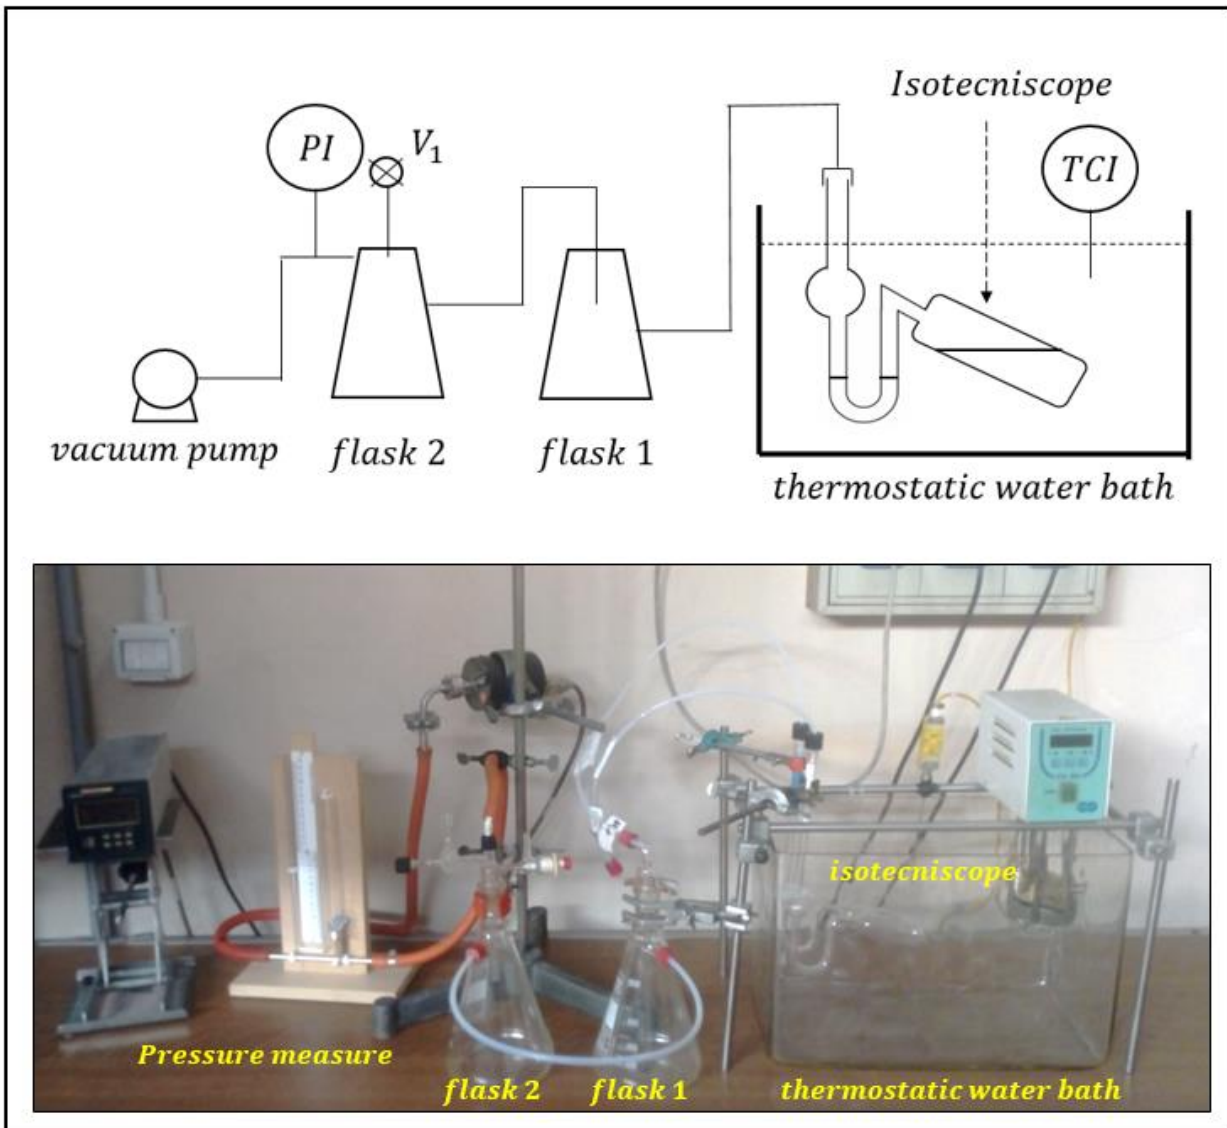 Isotecniscope
PI
V1
TCI
vacuum pump
flask 2
flask 1
thermostatic water bath
isotecniscope
Pressure measure
flask 2
flask 1
thermostatic water bath